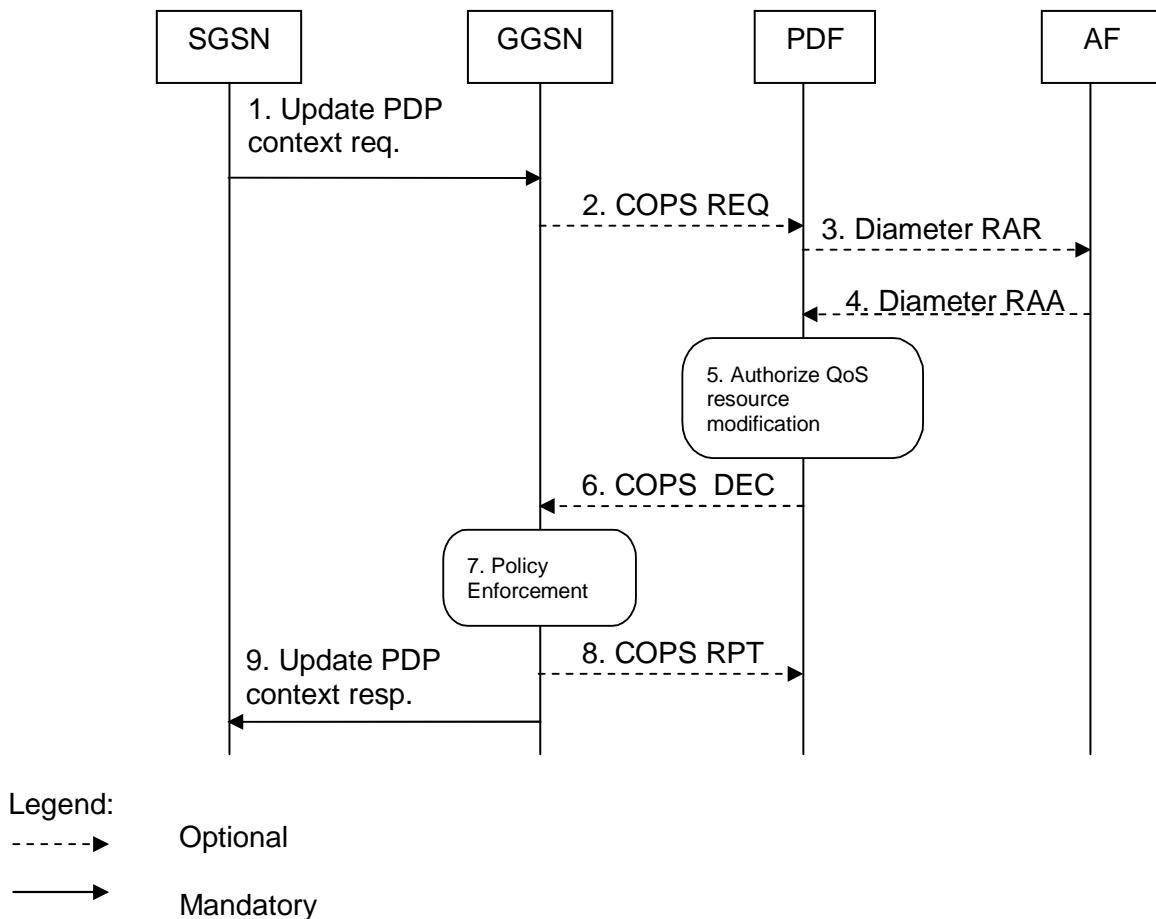 SGSN
GGSN
PDF
AF
1. Update PDP
context req.
2. COPS REQ
3. Diameter RAR
4. Diameter RAA
5. Authorize QoS
resource
modification
6. COPS  DEC
7. Policy
Enforcement
8. COPS RPT
9. Update PDP
context resp.
Legend:
Optional
Mandatory